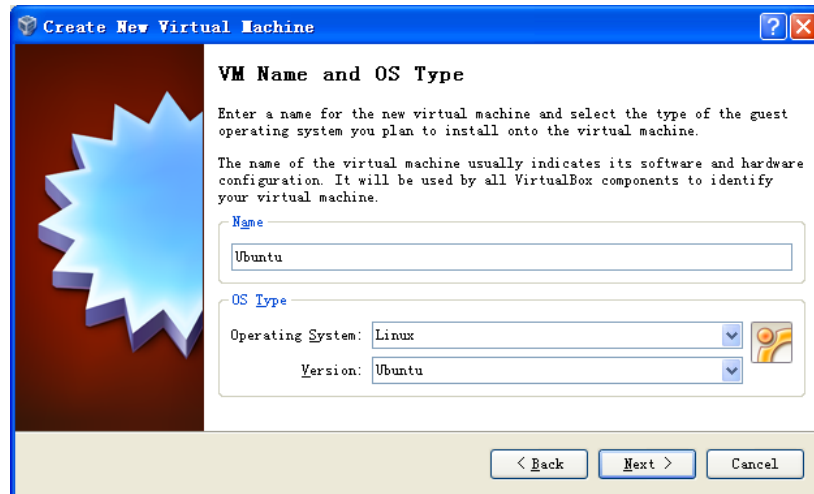 Create New Virtual Machine
VM Name and OS Type
Enter a name for the new virtual machine and select the type of the guest
operating system you plan to install onto the virtual machine.
The name of the virtual machine usually indicates its software and hardware
configuration. It will be used by all VirtualBox components to identify
your virtual machine.
Name
Ubuntu
OS Type
Operating System: Linux
Version: Ubuntu
< Back Next > Cancel